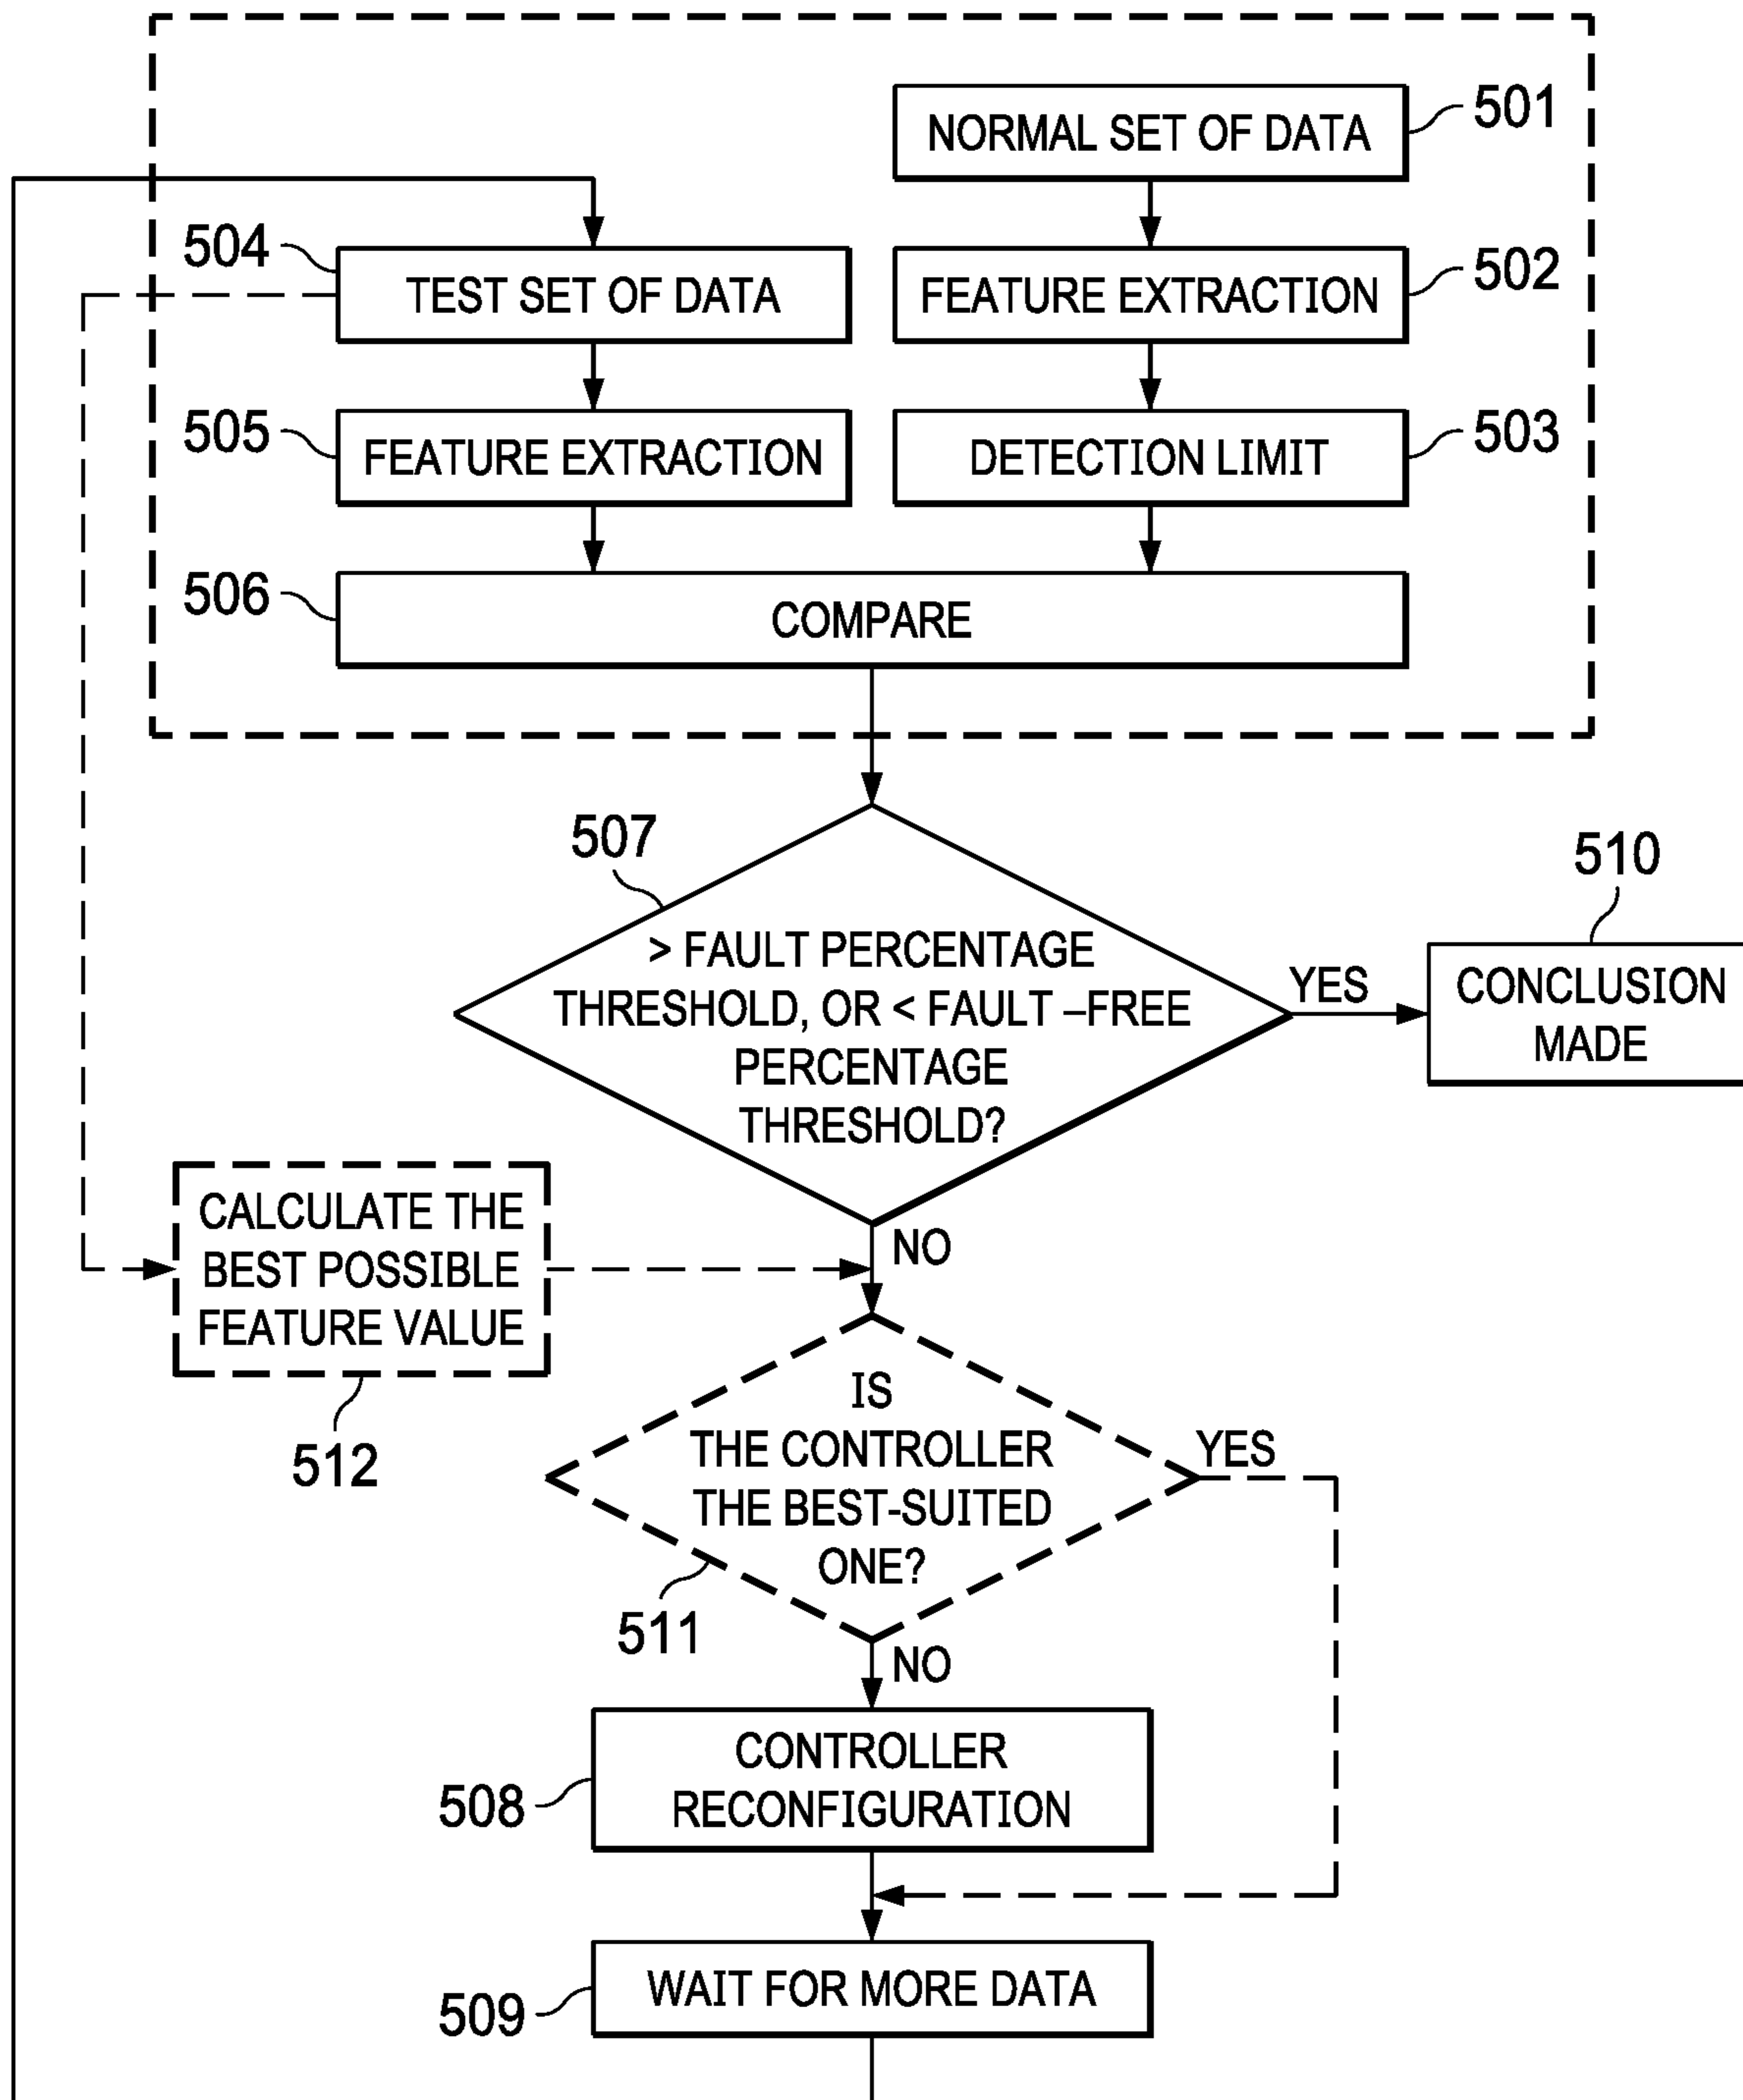 NORMAL SET OF DATA
501
504
TEST SET OF DATA
FEATURE EXTRACTION
502
505
FEATURE EXTRACTION
DETECTION LIMIT
503
506
COMPARE
507
> FAULT PERCENTAGE
THRESHOLD, OR < FAULT –FREE
PERCENTAGE
THRESHOLD?
YES
510
CONCLUSION
MADE
NO
CALCULATE THE
BEST POSSIBLE
FEATURE VALUE
512
IS
THE CONTROLLER
THE BEST-SUITED
ONE?
YES
511
NO
CONTROLLER
RECONFIGURATION
508
WAIT FOR MORE DATA
509